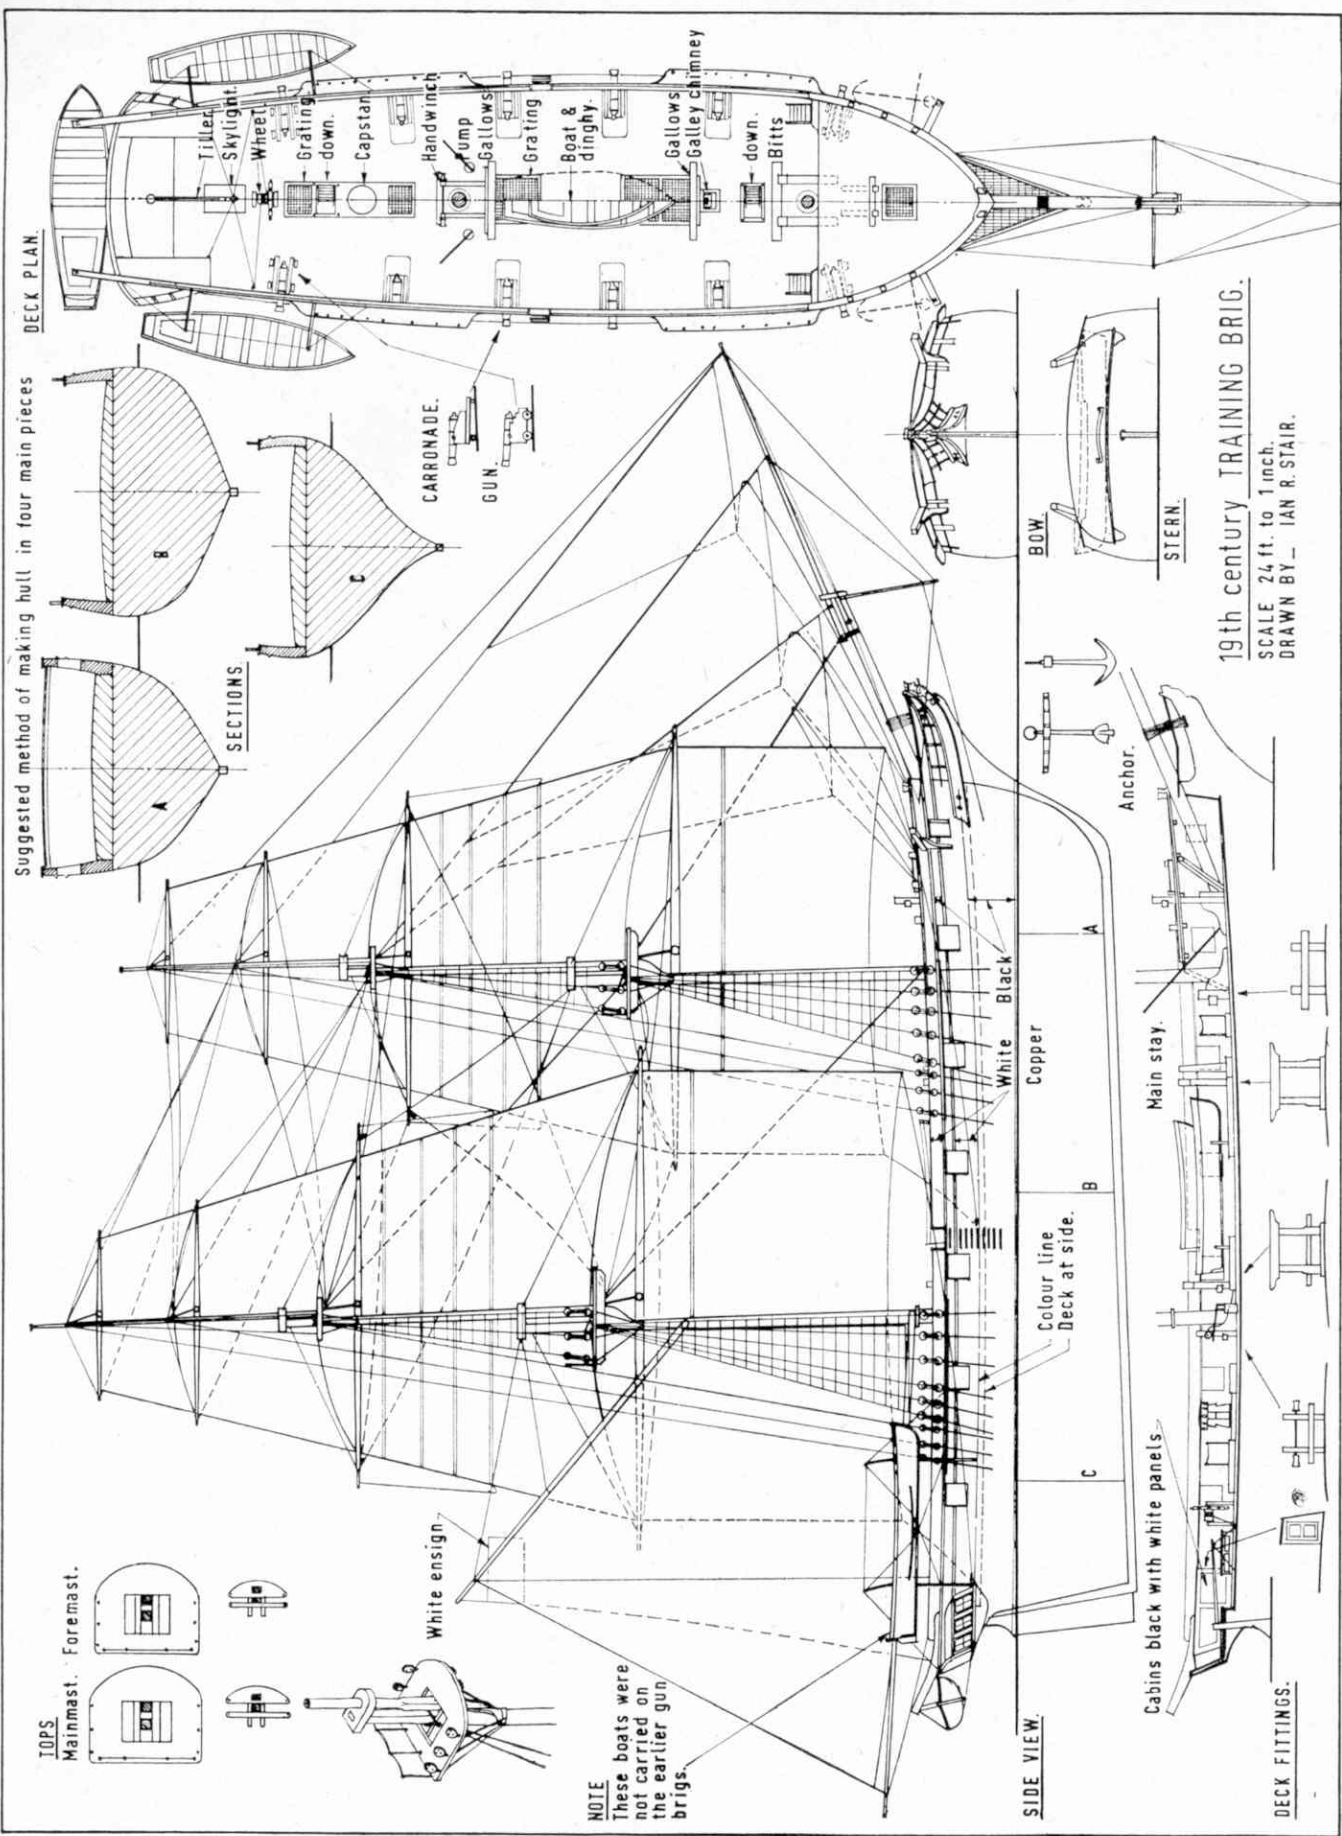 TOPS
Mainmast. Foremast.
White ensign
NOTE
These boats were
not carried on
the earlier gun
brigs.
SIDE VIEW.
Suggested method of making hull in four main pieces
A
B
C
SECTIONS.
DECK PLAN.
Tiller
Skylight.
Wheel.
Grating
down.
Capstan
Handwinch
Pump
Gallows
Grating
Boat &
dinghy.
Gallows
Galley chimney
down.
Bitts
CARRONADE.
GUN.
BOW.
STERN.
White
Black
Copper
Colour line
Deck at side.
C
B
A
Anchor.
Main stay.
Cabins black with white panels.
DECK FITTINGS.
19th century TRAINING BRIG.
SCALE 24 ft. to 1 inch.
DRAWN BY_ IAN R. STAIR.